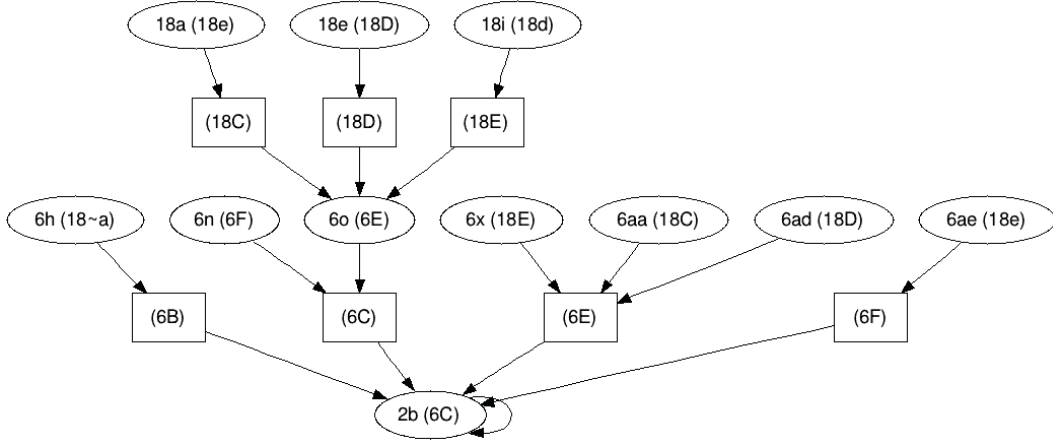 18a (18e)
18e (18D)
18i (18d)
(18C)
(18D)
(18E)
6h (18~a)
6n (6F)
6o (6E)
6x (18E)
6aa (18C)
6ad (18D)
6ae (18e)
(6B)
(6C)
(6E)
(6F)
2b (6C)